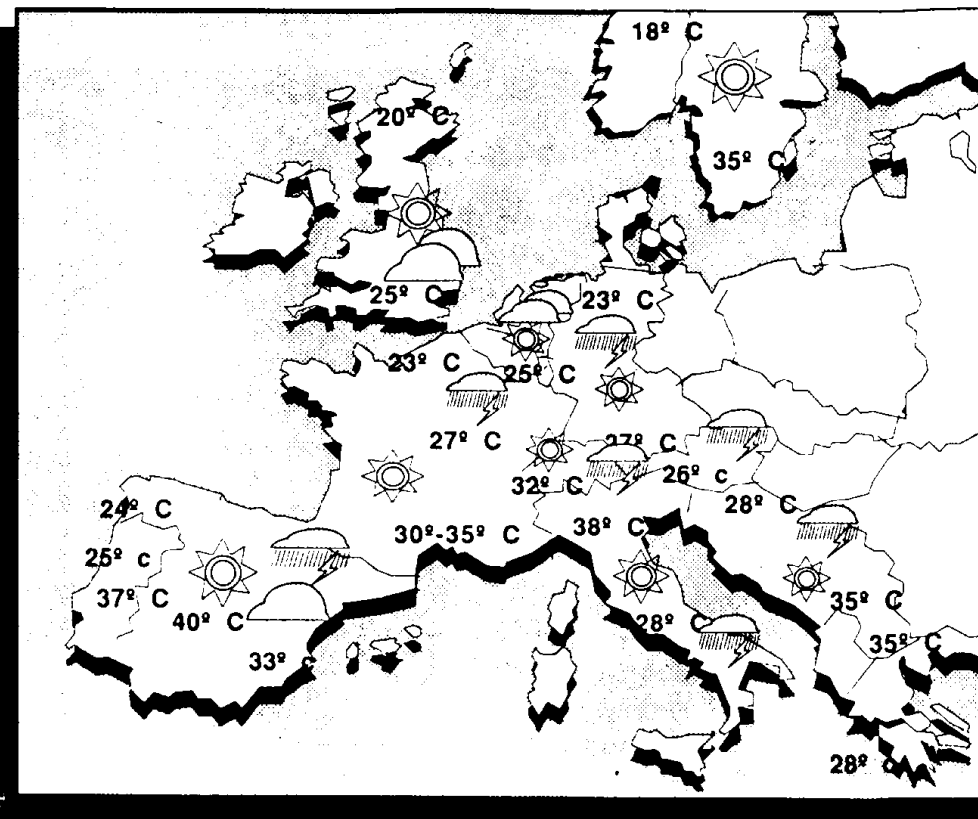 18º C
20º C
35º C
25º C
23º C
23º C
25º C
27º C
27º C
32º C
26º c
28º C
24º C
30º-35º C
38º C
25º c
37º C
40º C
28º C
35º C
35º C
33º c
28º C